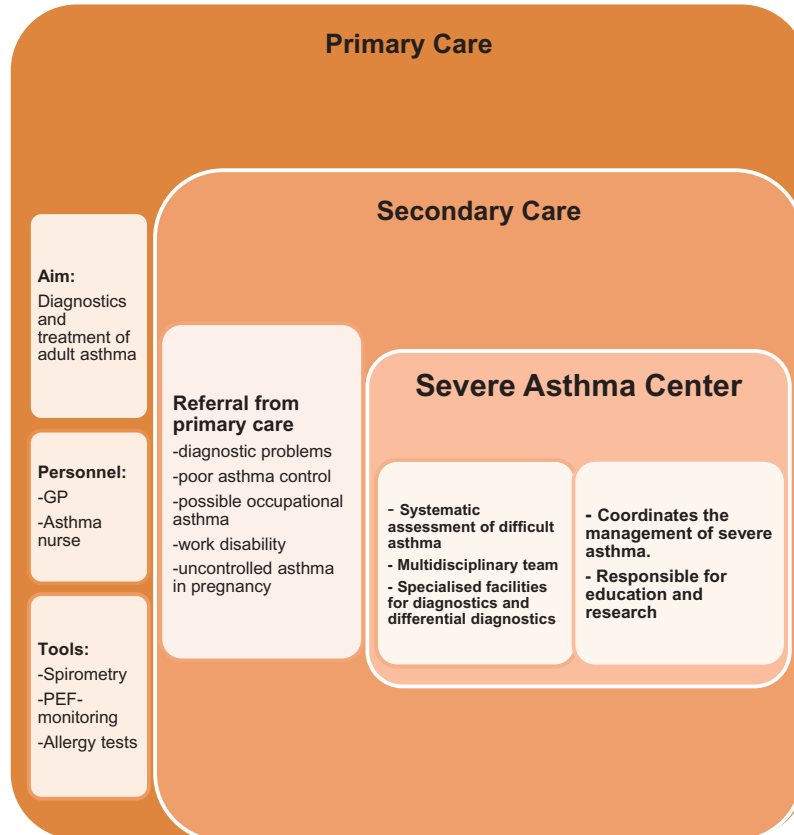 Primary Care
Secondary Care
Aim:
Diagnostics
and
treatment of
adult asthma
Personnel:
-GP
-Asthma
nurse
Tools:
-Spirometry
-PEF-
monitoring
-Allergy tests
Referral from
primary care
-diagnostic problems
-poor asthma control
-possible occupational
asthma
-work disability
-uncontrolled asthma
in pregnancy
Severe Asthma Center
- Systematic
assessment of difficult
asthma
- Multidisciplinary team
- Specialised facilities
for diagnostics and
differential diagnostics
- Coordinates the
management of severe
asthma.
- Responsible for
education and
research